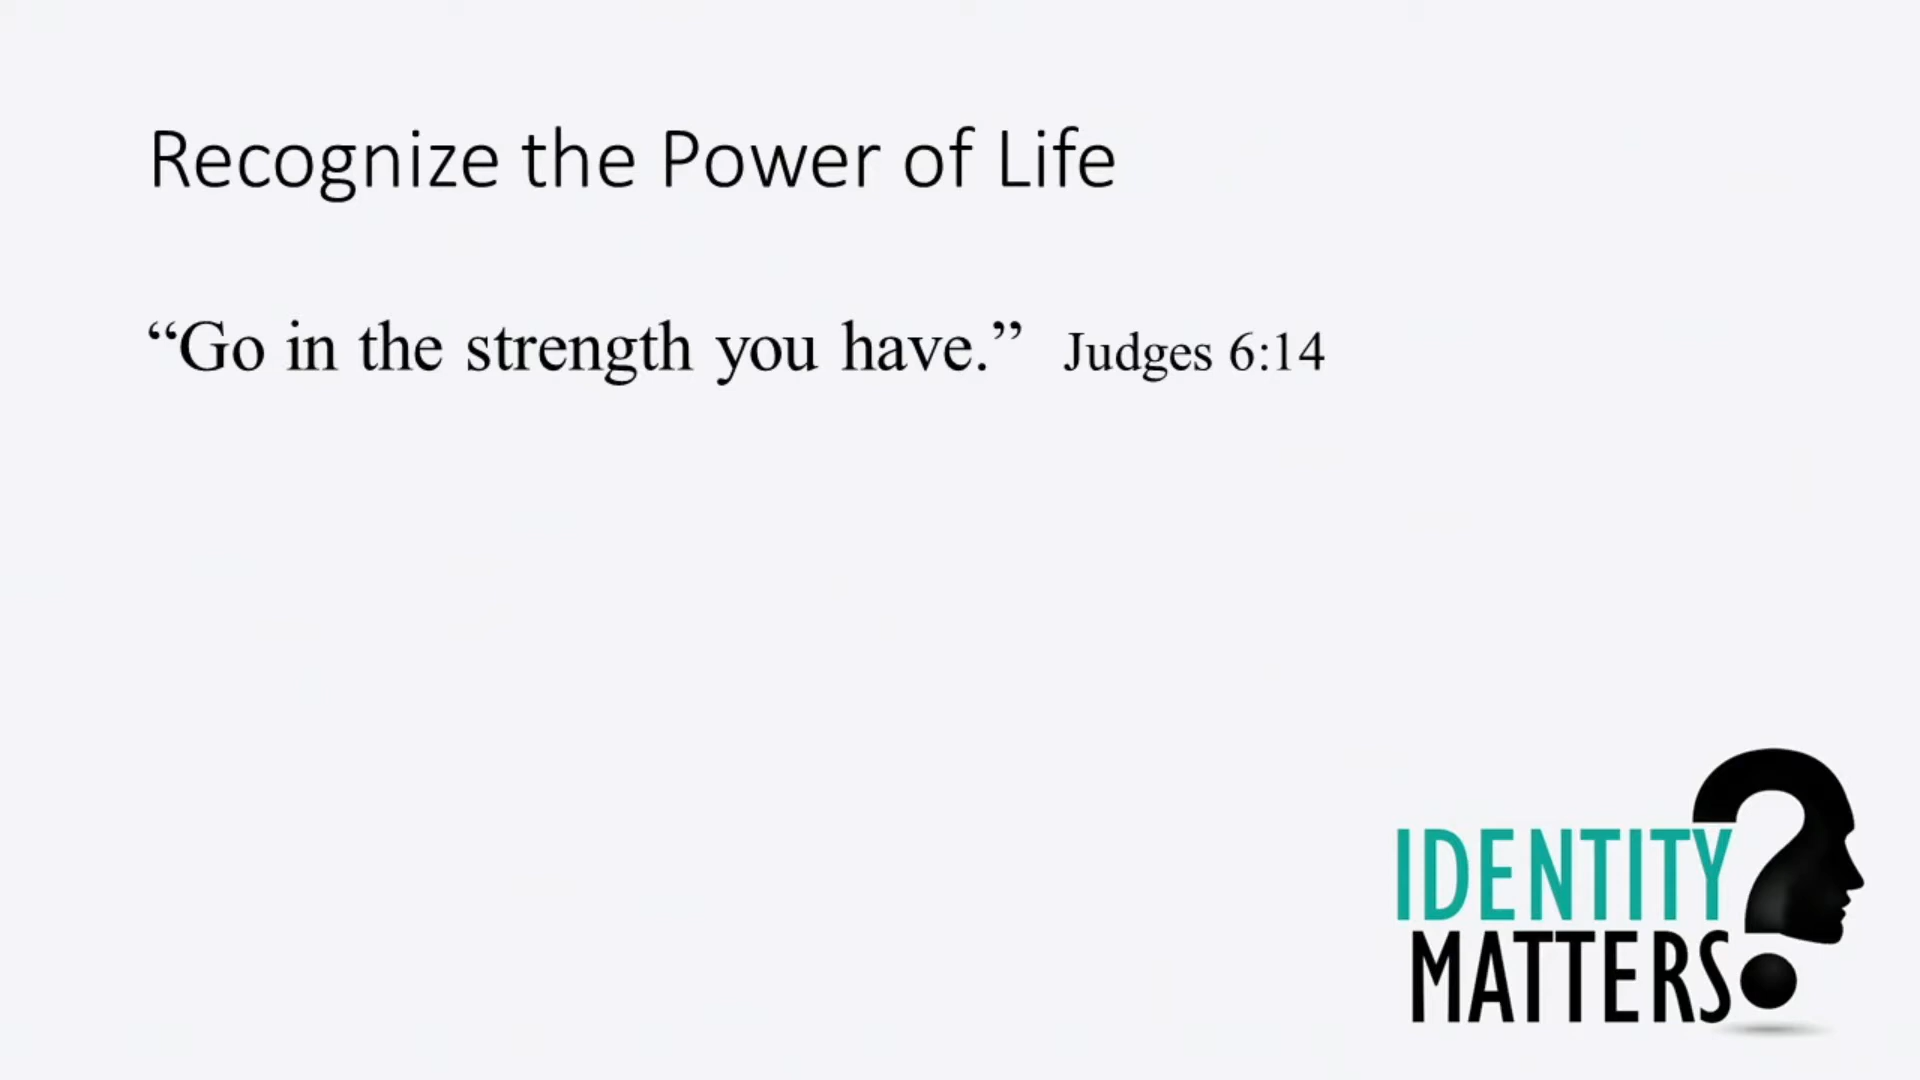 Recognize the Power of Life
“Go in the strength you have.” Judges 6:14
IDENTITY
MATTERS